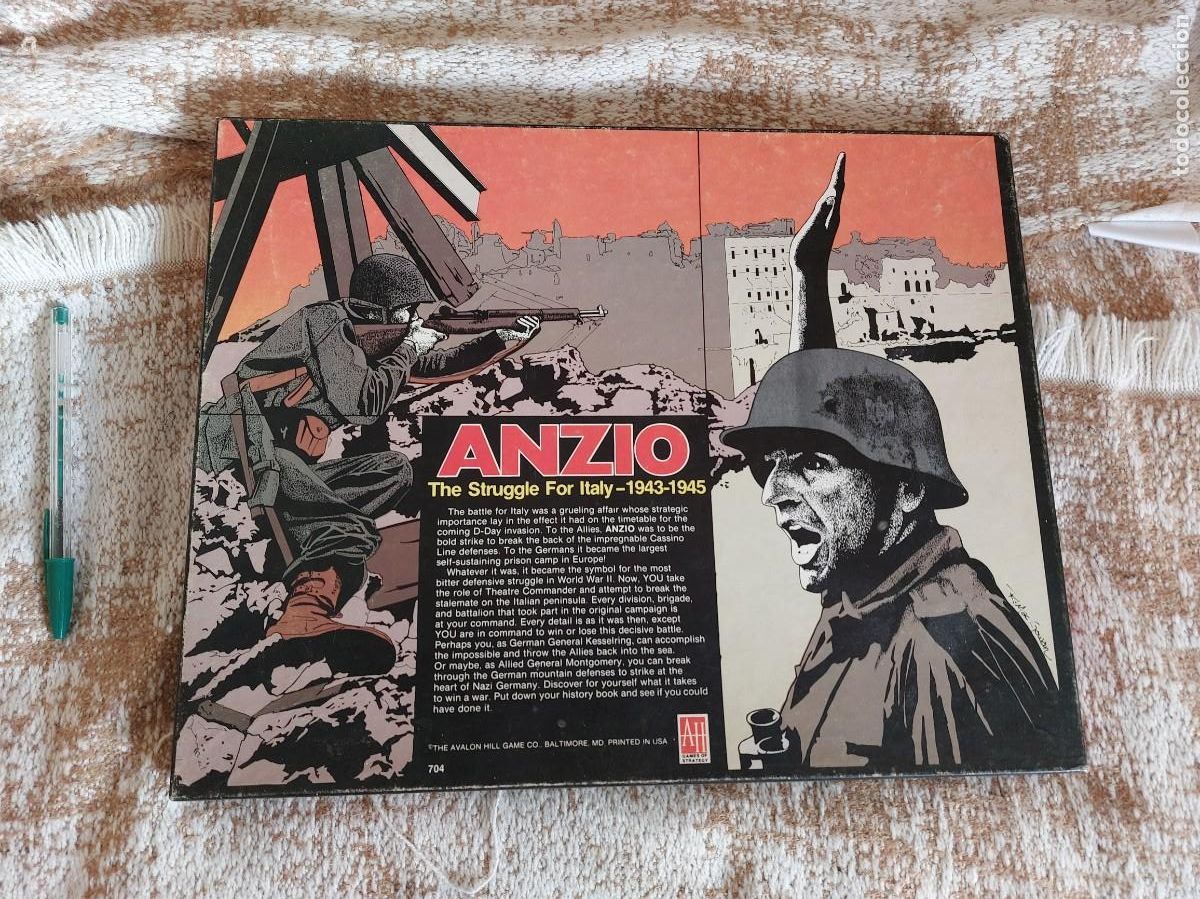 ANZIO
The Struggle For Italy – 1943-1945
The battle for Italy was a grueling affair whose strategic
importance lay in the effect it had on the timetable for the
coming D-Day invasion. To the Allies, ANZIO was to be the
bold strike to break the back of the impregnable Cassino
Line defenses. To the Germans it became the largest
self-sustaining prison camp in Europe!
Whatever it was, it became the symbol for the most
bitter defensive struggle in World War II. Now, YOU take
the role of Theatre Commander and attempt to break the
stalemate on the Italian peninsula. Every division, brigade,
and battalion that took part in the original campaign is
at your command. Every detail is as it was then, except
YOU are in command to win or lose this decisive battle.
Perhaps you, as German General Kesselring, can accomplish
the impossible and throw the Allies back into the sea.
Or maybe, as Allied General Montgomery, you can break
through the German mountain defenses to strike at the
heart of Nazi Germany. Discover for yourself what it takes
to win a war. Put down your history book and see if you could
have done it.
©THE AVALON HILL GAME CO., BALTIMORE, MD. PRINTED IN USA
704
AH
GAMES OF
STRATEGY
todocoleccion